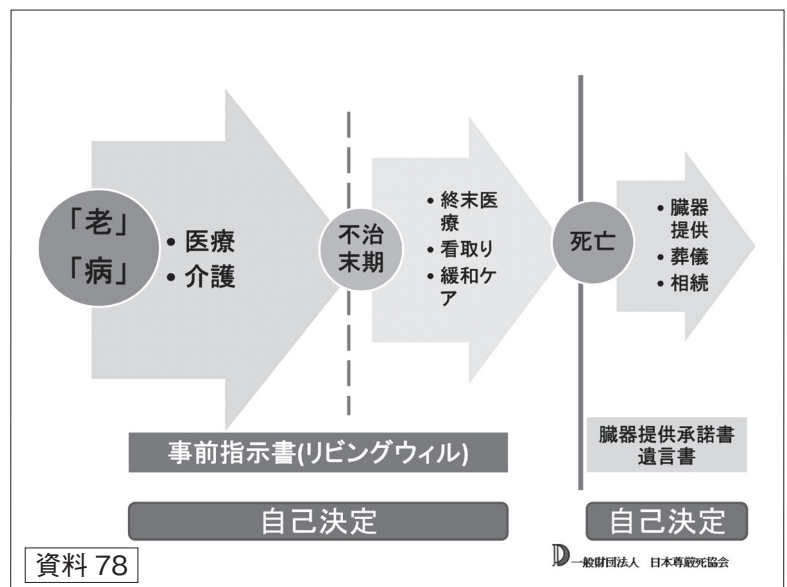 「老」
「病」
• 医療
• 介護
不治
末期
• 終末医
療
• 看取り
• 緩和ケ
ア
死亡
• 臓器
提供
• 葬儀
• 相続
事前指示書(リビングウィル)
臓器提供承諾書
遺言書
自己決定
自己決定
資料 78
一般財団法人 日本尊厳死協会